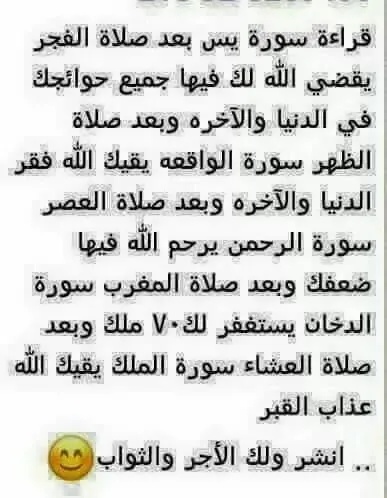 قراءة سورة يس بعد صلاة الفجر
يقضي الله لك فيها جميع حوائجك
في الدنيا والآخره وبعد صلاة
الظهر سورة الواقعه يقيك الله فقر
الدنيا والآخره وبعد صلاة العصر
سورة الرحمن يرحم الله فيها
ضعفك وبعد صلاة المغرب سورة
الدخان يستغفر لك٧٠ ملك وبعد
صلاة العشاء سورة الملك يقيك الله
عذاب القبر
.. انشر ولك الأجر والثواب😊